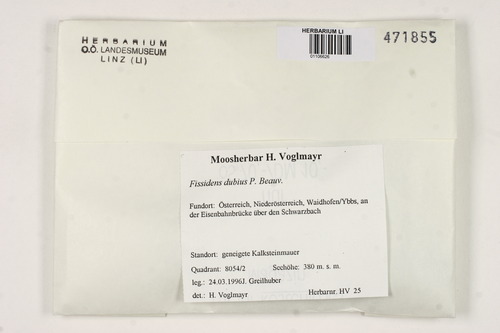 HERBARIUM
O.Ö. LANDESMUSEUM
LINZ (LI)
HERBARIUM LI
01106626
471855
Moosherbar H. Voglmayr
Fissidens dubius P. Beauv.
Fundort: Österreich, Niederösterreich, Waidhofen/Ybbs, an
der Eisenbahnbrücke über den Schwarzbach
Standort: geneigete Kalksteinmauer
Quadrant: 8054/2 Seehöhe: 380 m. s. m.
leg.: 24.03.1996J. Greilhuber
det.: H. Voglmayr Herbarnr. HV 25